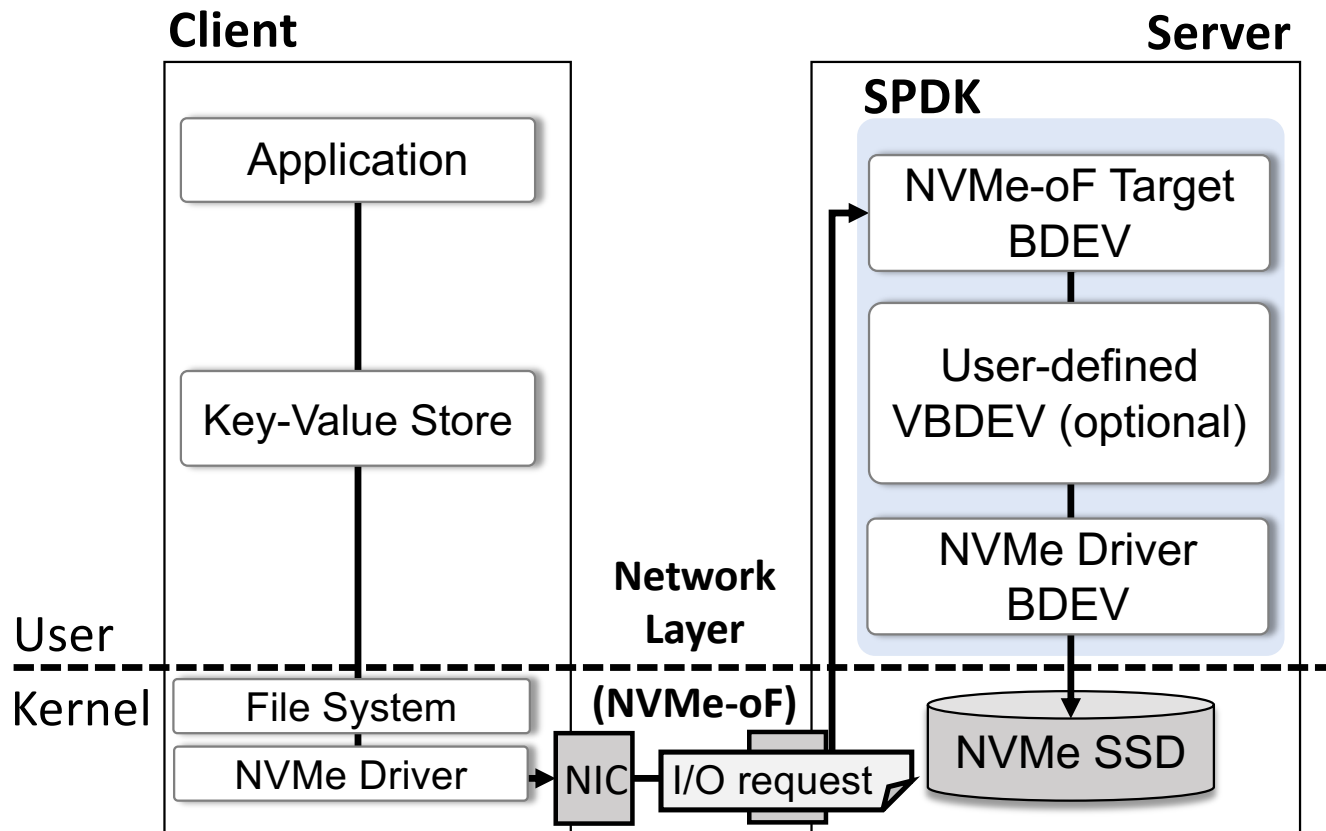 Client
Application
Key-Value Store
User
Kernel
File System
NVMe Driver
Network
Layer
(NVMe-oF)
NIC
I/O request
Server
SPDK
NVMe-oF Target
BDEV
User-defined
VBDEV (optional)
NVMe Driver
BDEV
NVMe SSD